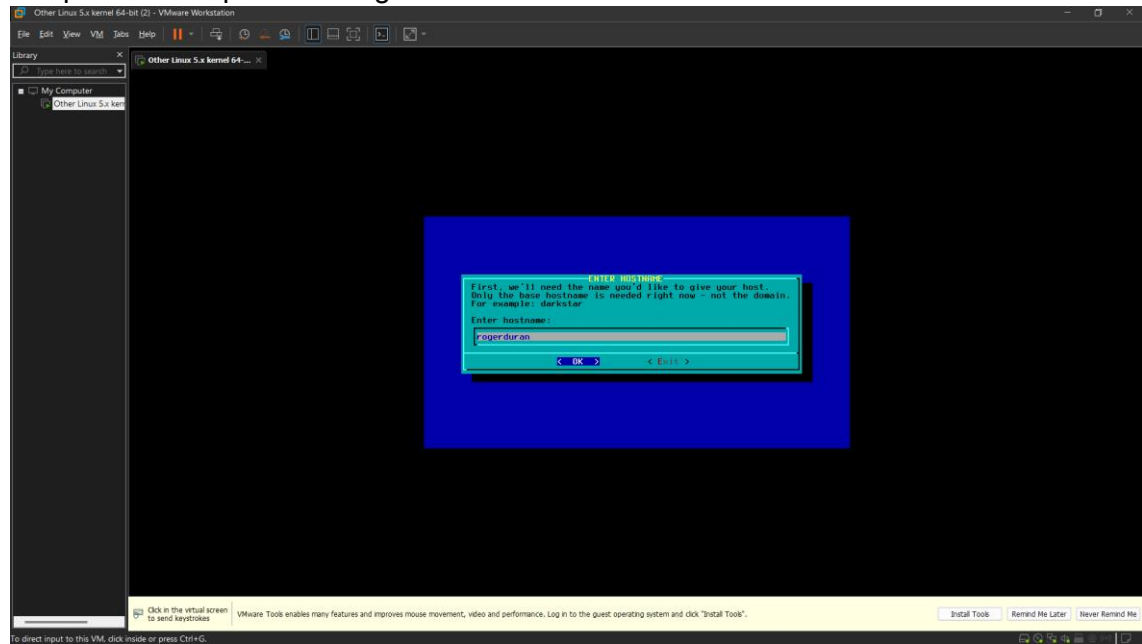 Other Linux 5.x kernel 64-bit (2) - VMware Workstation
File Edit View VM Tabs Help
Library
Type here to search
Other Linux 5.x kernel 64-...
My Computer
Other Linux 5.x kern
ENTER HOSTNAME
First, we'll need the name you'd like to give your host.
Only the base hostname is needed right now - not the domain.
For example: darkstar
Enter hostname:
rogerduran
< OK > < Exit >
Click in the virtual screen
to send keystrokes
VMware Tools enables many features and improves mouse movement, video and performance. Log in to the guest operating system and click "Install Tools".
Install Tools Remind Me Later Never Remind Me
To direct input to this VM, click inside or press Ctrl+G.